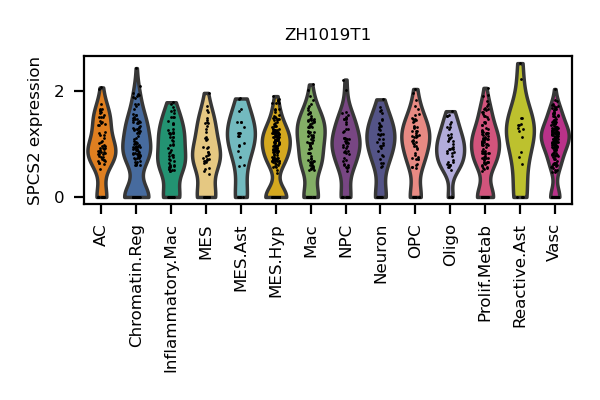 ZH1019T1
SPCS2 expression
2
0
AC
Chromatin.Reg
Inflammatory.Mac
MES
MES.Ast
MES.Hyp
Mac
NPC
Neuron
OPC
Oligo
Prolif.Metab
Reactive.Ast
Vasc